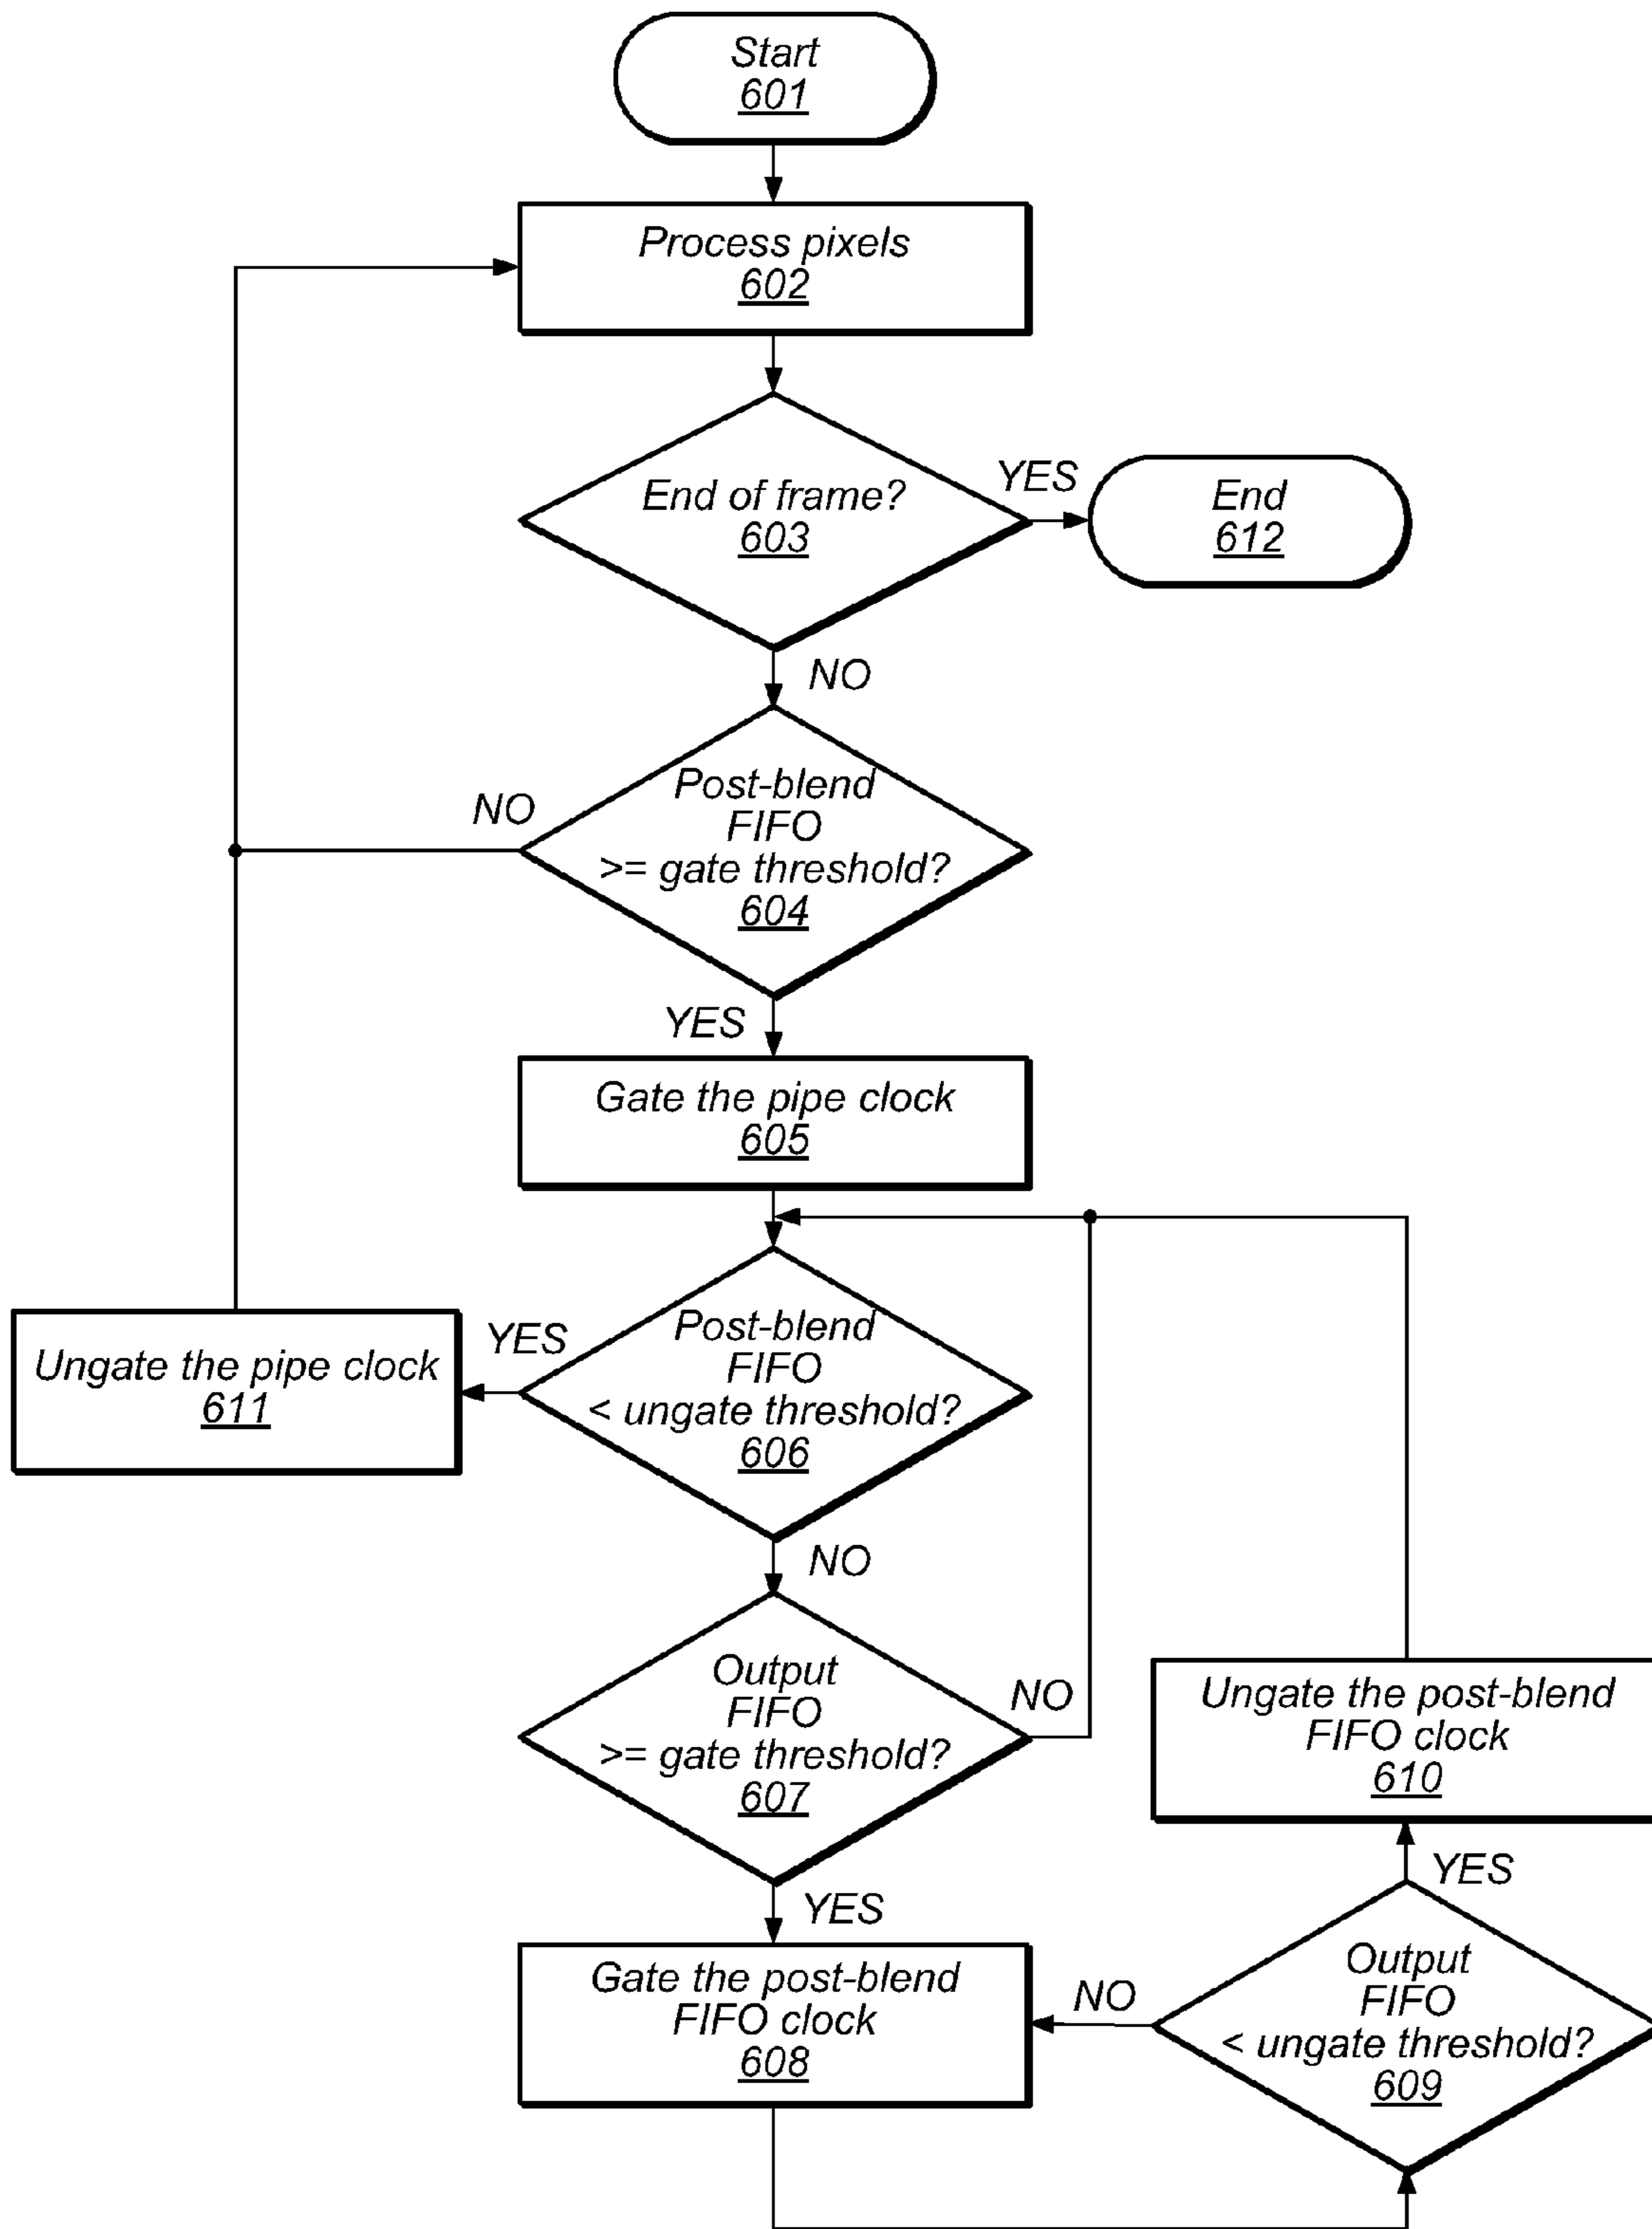 Start
601
Process pixels
602
End of frame?
603
YES
End
612
NO
Post-blend
FIFO
>= gate threshold?
604
NO
YES
Gate the pipe clock
605
Post-blend
FIFO
< ungate threshold?
606
YES
Ungate the pipe clock
611
NO
Output
FIFO
>= gate threshold?
607
NO
Ungate the post-blend
FIFO clock
610
YES
YES
Gate the post-blend
FIFO clock
608
NO
Output
FIFO
< ungate threshold?
609